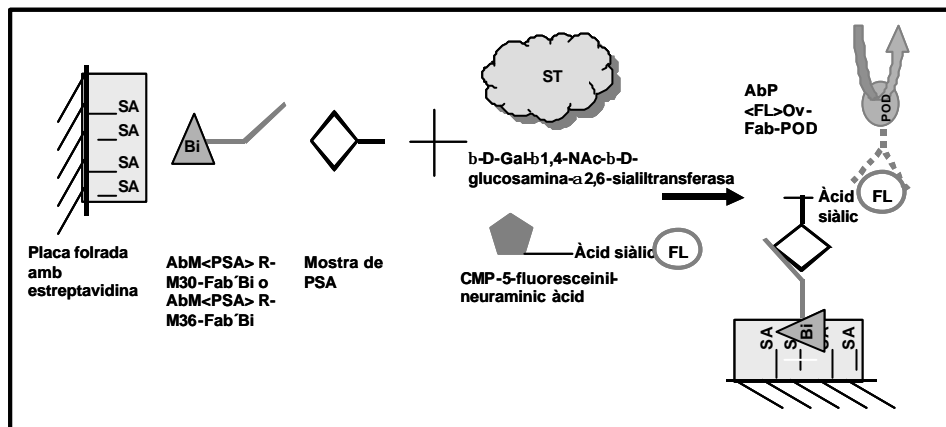 SA
SA
SA
SA
Placa folrada
amb
estreptavidina
Bi
AbM<PSA> R-
M30-Fab´Bi o
AbM<PSA> R-
M36-Fab´Bi
Mostra de
PSA
ST
b-D-Gal-b1,4-NAc-b-D-
glucosamina-a2,6-sialiltransferasa
Àcid siàlic
FL
CMP-5-fluoresceinil-
neuraminic àcid
AbP
<FL>Ov-
Fab-POD
POD
Àcid
siàlic
FL
SA
Bi
SA